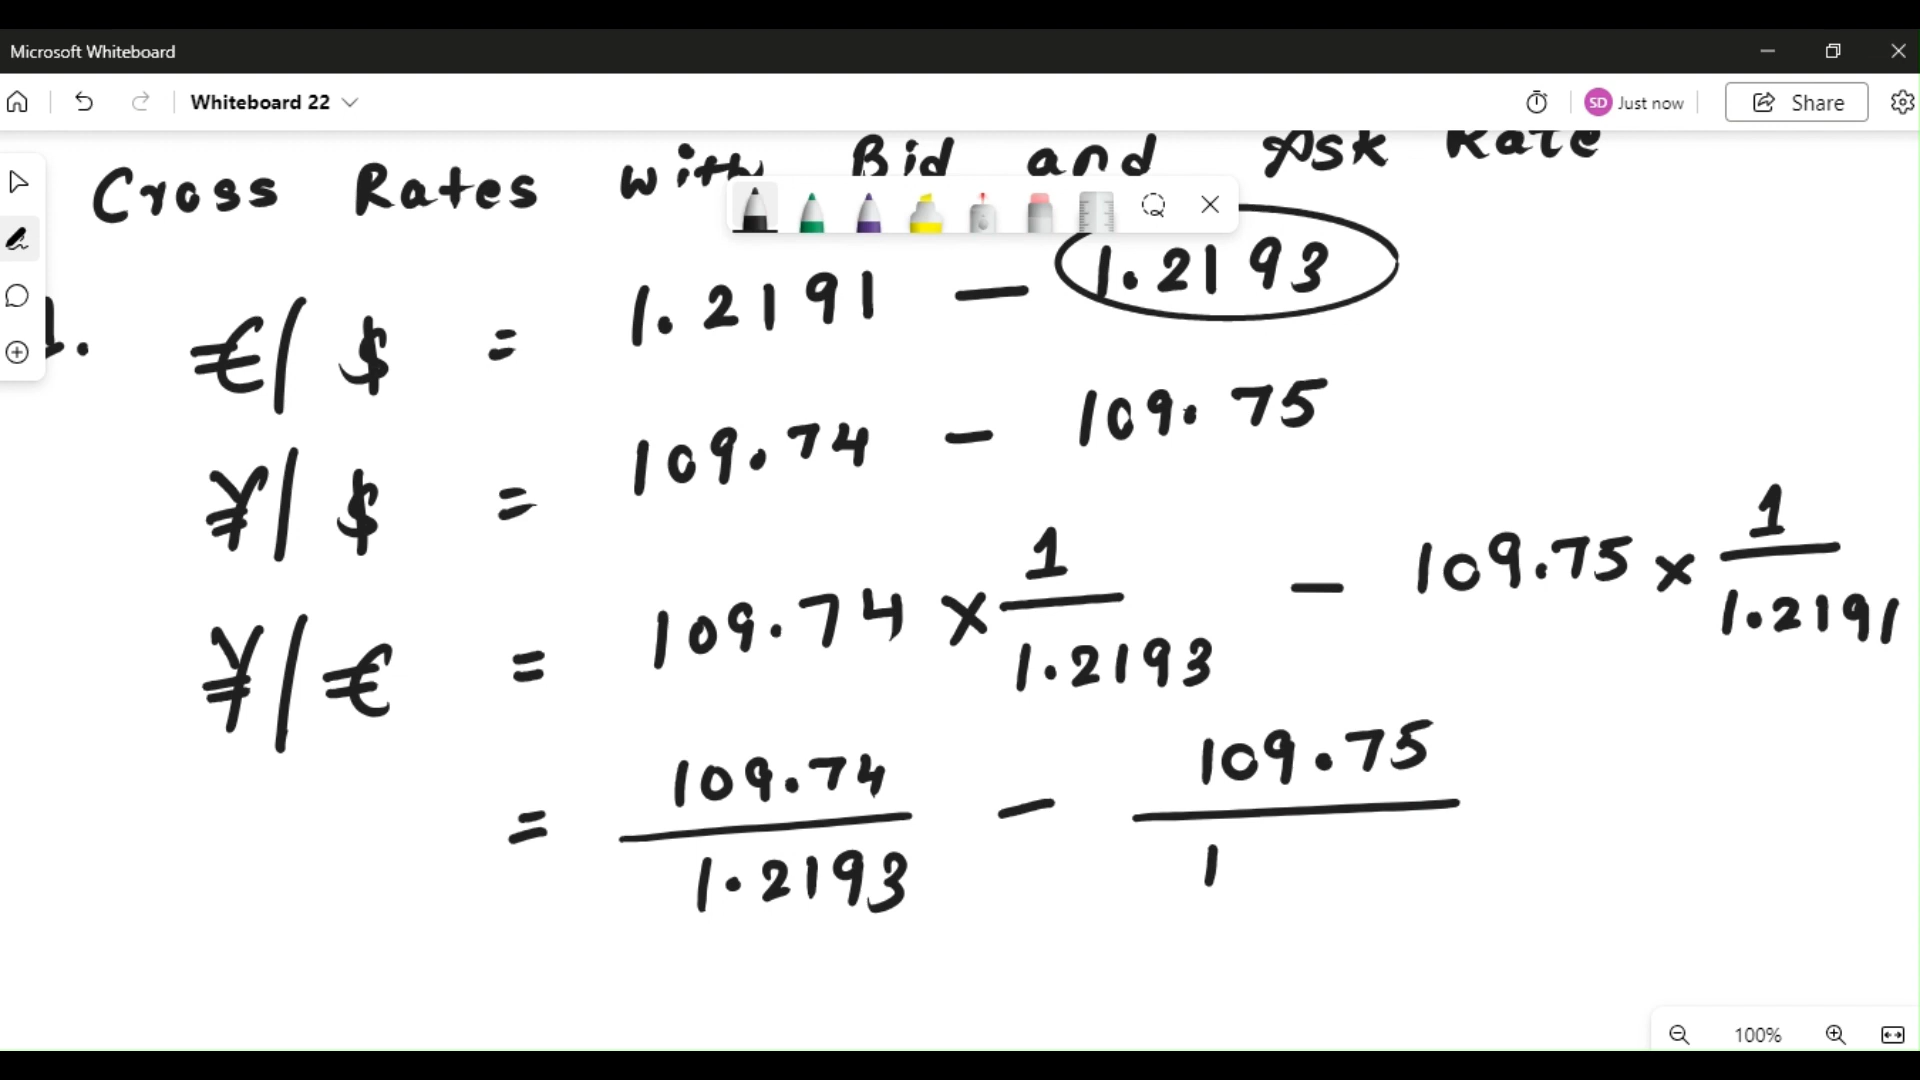 Microsoft Whiteboard
Whiteboard 22
SD Just now
Share
Cross Rates with Bid and Ask Rate
1. €/$ = 1.2191 – 1.2193
¥/$ = 109.74 – 109.75
¥/€ = 109.74 × 1/1.2193 – 109.75 × 1/1.2191
= 109.74/1.2193 – 109.75/1
100%